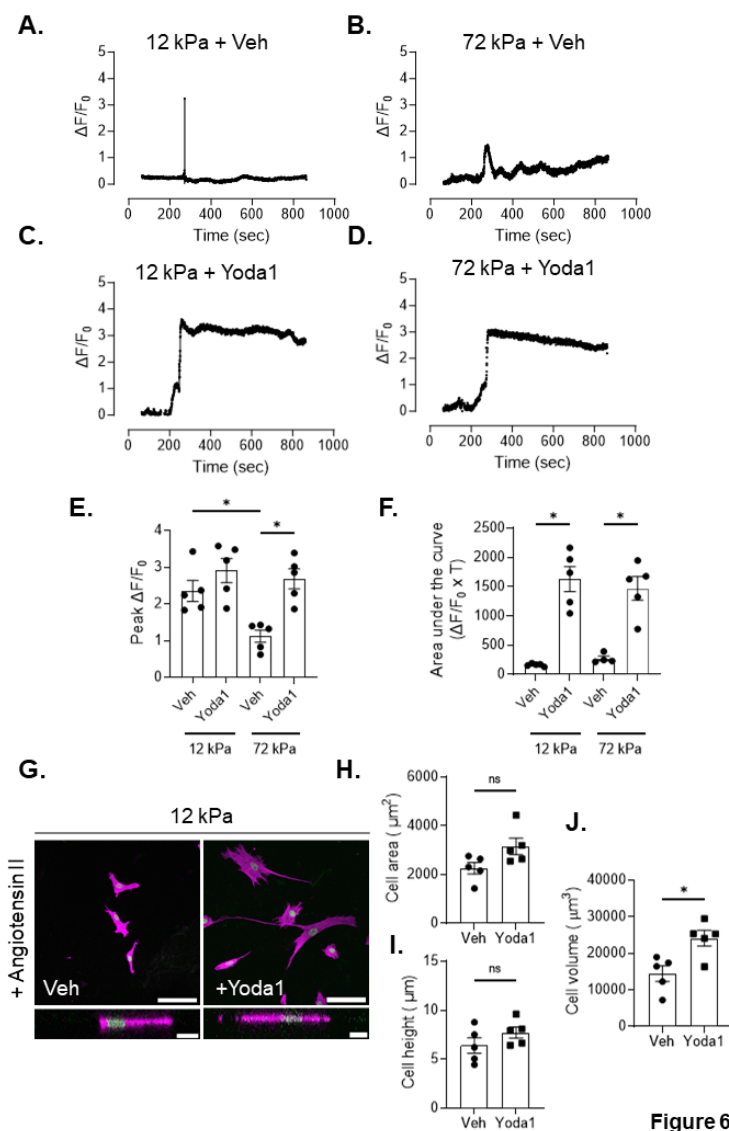 A.
12 kPa + Veh
5
4
3
2
1
0
ΔF/F0
0 200 400 600 800 1000
Time (sec)
B.
72 kPa + Veh
5
4
3
2
1
0
ΔF/F0
0 200 400 600 800 1000
Time (sec)
C.
12 kPa + Yoda1
5
4
3
2
1
0
ΔF/F0
0 200 400 600 800 1000
Time (sec)
D.
72 kPa + Yoda1
5
4
3
2
1
0
ΔF/F0
0 200 400 600 800 1000
Time (sec)
E.
* *
4
3
2
1
0
Peak ΔF/F0
Veh Yoda1 Veh Yoda1
12 kPa 72 kPa
F.
* *
2500
2000
1500
1000
500
0
Area under the curve
(ΔF/F0 x T)
Veh Yoda1 Veh Yoda1
12 kPa 72 kPa
G.
12 kPa
+ Angiotensin II
Veh +Yoda1
H.
ns
6000
4000
2000
0
Cell area ( µm²)
Veh Yoda1
I.
ns
15
10
5
0
Cell height ( µm)
Veh Yoda1
J.
*
40000
30000
20000
10000
0
Cell volume ( µm³)
Veh Yoda1
Figure 6